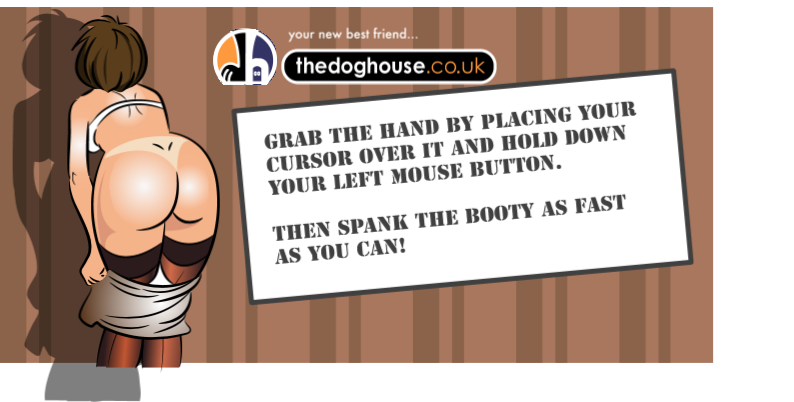 your new best friend...
thedoghouse.co.uk
GRAB THE HAND BY PLACING YOUR
CURSOR OVER IT AND HOLD DOWN
YOUR LEFT MOUSE BUTTON.
THEN SPANK THE BOOTY AS FAST
AS YOU CAN!